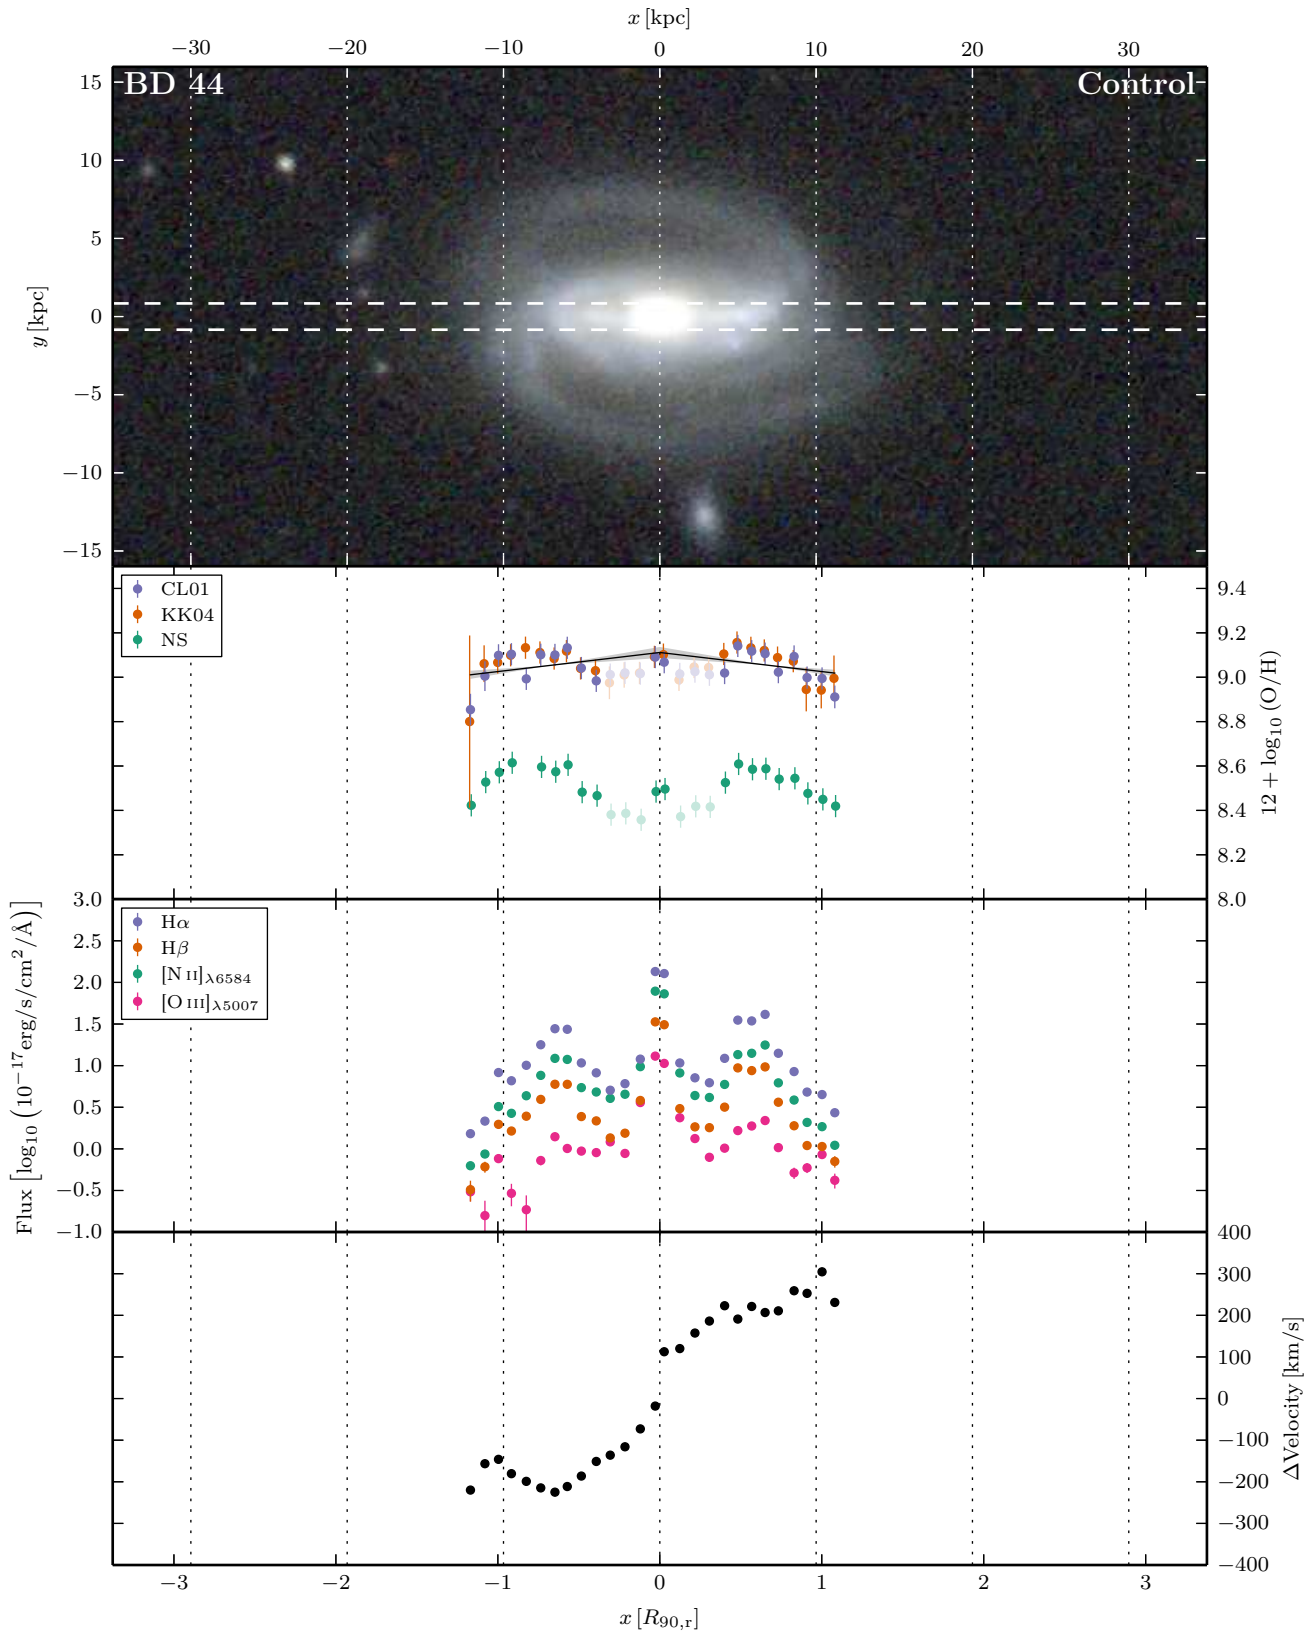 x [kpc]
−30 −20 −10 0 10 20 30
BD 44 Control
15
10
5
0
−5
−10
−15
y [kpc]
CL01
KK04
NS
9.4
9.2
9.0
8.8
8.6
8.4
8.2
8.0
12 + log₁₀ (O/H)
Hα
Hβ
[N II]λ6584
[O III]λ5007
3.0
2.5
2.0
1.5
1.0
0.5
0.0
−0.5
−1.0
Flux [log₁₀ (10⁻¹⁷erg/s/cm²/Å)]
400
300
200
100
0
−100
−200
−300
−400
ΔVelocity [km/s]
−3 −2 −1 0 1 2 3
x [R₉₀,ᵣ]